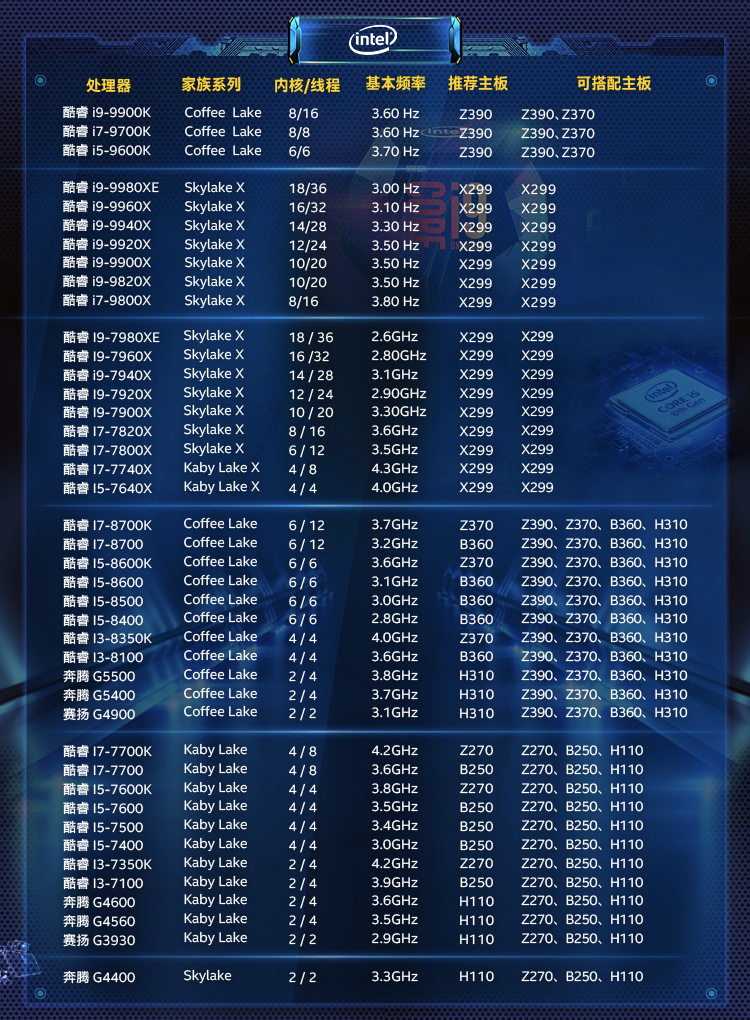 intel
处理器 家族系列 内核/线程 基本频率 推荐主板 可搭配主板
酷睿 i9-9900K Coffee Lake 8/16 3.60 Hz Z390 Z390、Z370
酷睿 i7-9700K Coffee Lake 8/8 3.60 Hz Z390 Z390、Z370
酷睿 i5-9600K Coffee Lake 6/6 3.70 Hz Z390 Z390、Z370
酷睿 i9-9980XE Skylake X 18/36 3.00 Hz X299 X299
酷睿 i9-9960X Skylake X 16/32 3.10 Hz X299 X299
酷睿 i9-9940X Skylake X 14/28 3.30 Hz X299 X299
酷睿 i9-9920X Skylake X 12/24 3.50 Hz X299 X299
酷睿 i9-9900X Skylake X 10/20 3.50 Hz X299 X299
酷睿 i9-9820X Skylake X 10/20 3.50 Hz X299 X299
酷睿 i7-9800X Skylake X 8/16 3.80 Hz X299 X299
酷睿 I9-7980XE Skylake X 18 / 36 2.6GHz X299 X299
酷睿 I9-7960X Skylake X 16 /32 2.80GHz X299 X299
酷睿 i9-7940X Skylake X 14 / 28 3.1GHz X299 X299
酷睿 I9-7920X Skylake X 12 / 24 2.90GHz X299 X299
酷睿 I9-7900X Skylake X 10 / 20 3.30GHz X299 X299
酷睿 I7-7820X Skylake X 8 / 16 3.6GHz X299 X299
酷睿 I7-7800X Skylake X 6 / 12 3.5GHz X299 X299
酷睿 I7-7740X Kaby Lake X 4 / 8 4.3GHz X299 X299
酷睿 I5-7640X Kaby Lake X 4 / 4 4.0GHz X299 X299
酷睿 I7-8700K Coffee Lake 6 / 12 3.7GHz Z370 Z390、Z370、B360、H310
酷睿 I7-8700 Coffee Lake 6 / 12 3.2GHz B360 Z390、Z370、B360、H310
酷睿 I5-8600K Coffee Lake 6 / 6 3.6GHz Z370 Z390、Z370、B360、H310
酷睿 I5-8600 Coffee Lake 6 / 6 3.1GHz B360 Z390、Z370、B360、H310
酷睿 I5-8500 Coffee Lake 6 / 6 3.0GHz B360 Z390、Z370、B360、H310
酷睿 I5-8400 Coffee Lake 6 / 6 2.8GHz B360 Z390、Z370、B360、H310
酷睿 I3-8350K Coffee Lake 4 / 4 4.0GHz Z370 Z390、Z370、B360、H310
酷睿 I3-8100 Coffee Lake 4 / 4 3.6GHz B360 Z390、Z370、B360、H310
奔腾 G5500 Coffee Lake 2 / 4 3.8GHz H310 Z390、Z370、B360、H310
奔腾 G5400 Coffee Lake 2 / 4 3.7GHz H310 Z390、Z370、B360、H310
赛扬 G4900 Coffee Lake 2 / 2 3.1GHz H310 Z390、Z370、B360、H310
酷睿 I7-7700K Kaby Lake 4 / 8 4.2GHz Z270 Z270、B250、H110
酷睿 I7-7700 Kaby Lake 4 / 8 3.6GHz B250 Z270、B250、H110
酷睿 I5-7600K Kaby Lake 4 / 4 3.8GHz Z270 Z270、B250、H110
酷睿 I5-7600 Kaby Lake 4 / 4 3.5GHz B250 Z270、B250、H110
酷睿 I5-7500 Kaby Lake 4 / 4 3.4GHz B250 Z270、B250、H110
酷睿 I5-7400 Kaby Lake 4 / 4 3.0GHz B250 Z270、B250、H110
酷睿 I3-7350K Kaby Lake 2 / 4 4.2GHz Z270 Z270、B250、H110
酷睿 I3-7100 Kaby Lake 2 / 4 3.9GHz B250 Z270、B250、H110
奔腾 G4600 Kaby Lake 2 / 4 3.6GHz H110 Z270、B250、H110
奔腾 G4560 Kaby Lake 2 / 4 3.5GHz H110 Z270、B250、H110
赛扬 G3930 Kaby Lake 2 / 2 2.9GHz H110 Z270、B250、H110
奔腾 G4400 Skylake 2 / 2 3.3GHz H110 Z270、B250、H110
intel
CORE i9
intel
CORE i5
8th Gen